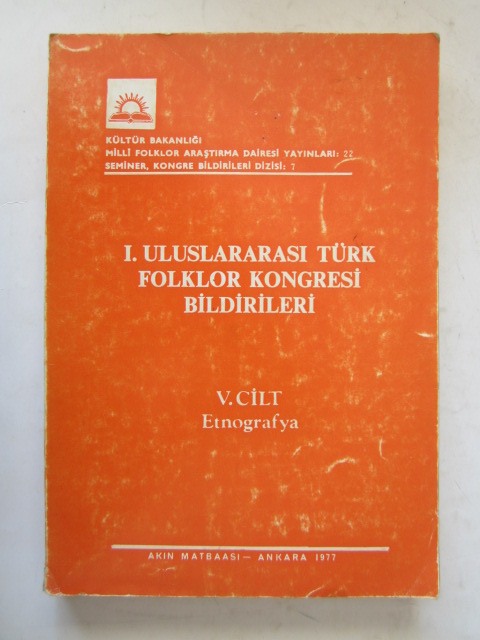 KÜLTÜR BAKANLIĞI
MİLLÎ FOLKLOR ARAŞTIRMA DAİRESİ YAYINLARI: 22
SEMİNER, KONGRE BİLDİRİLERİ DİZİSİ: 7
I. ULUSLARARASI TÜRK
FOLKLOR KONGRESİ
BİLDİRİLERİ
V. CİLT
Etnografya
AKIN MATBAASI — ANKARA 1977